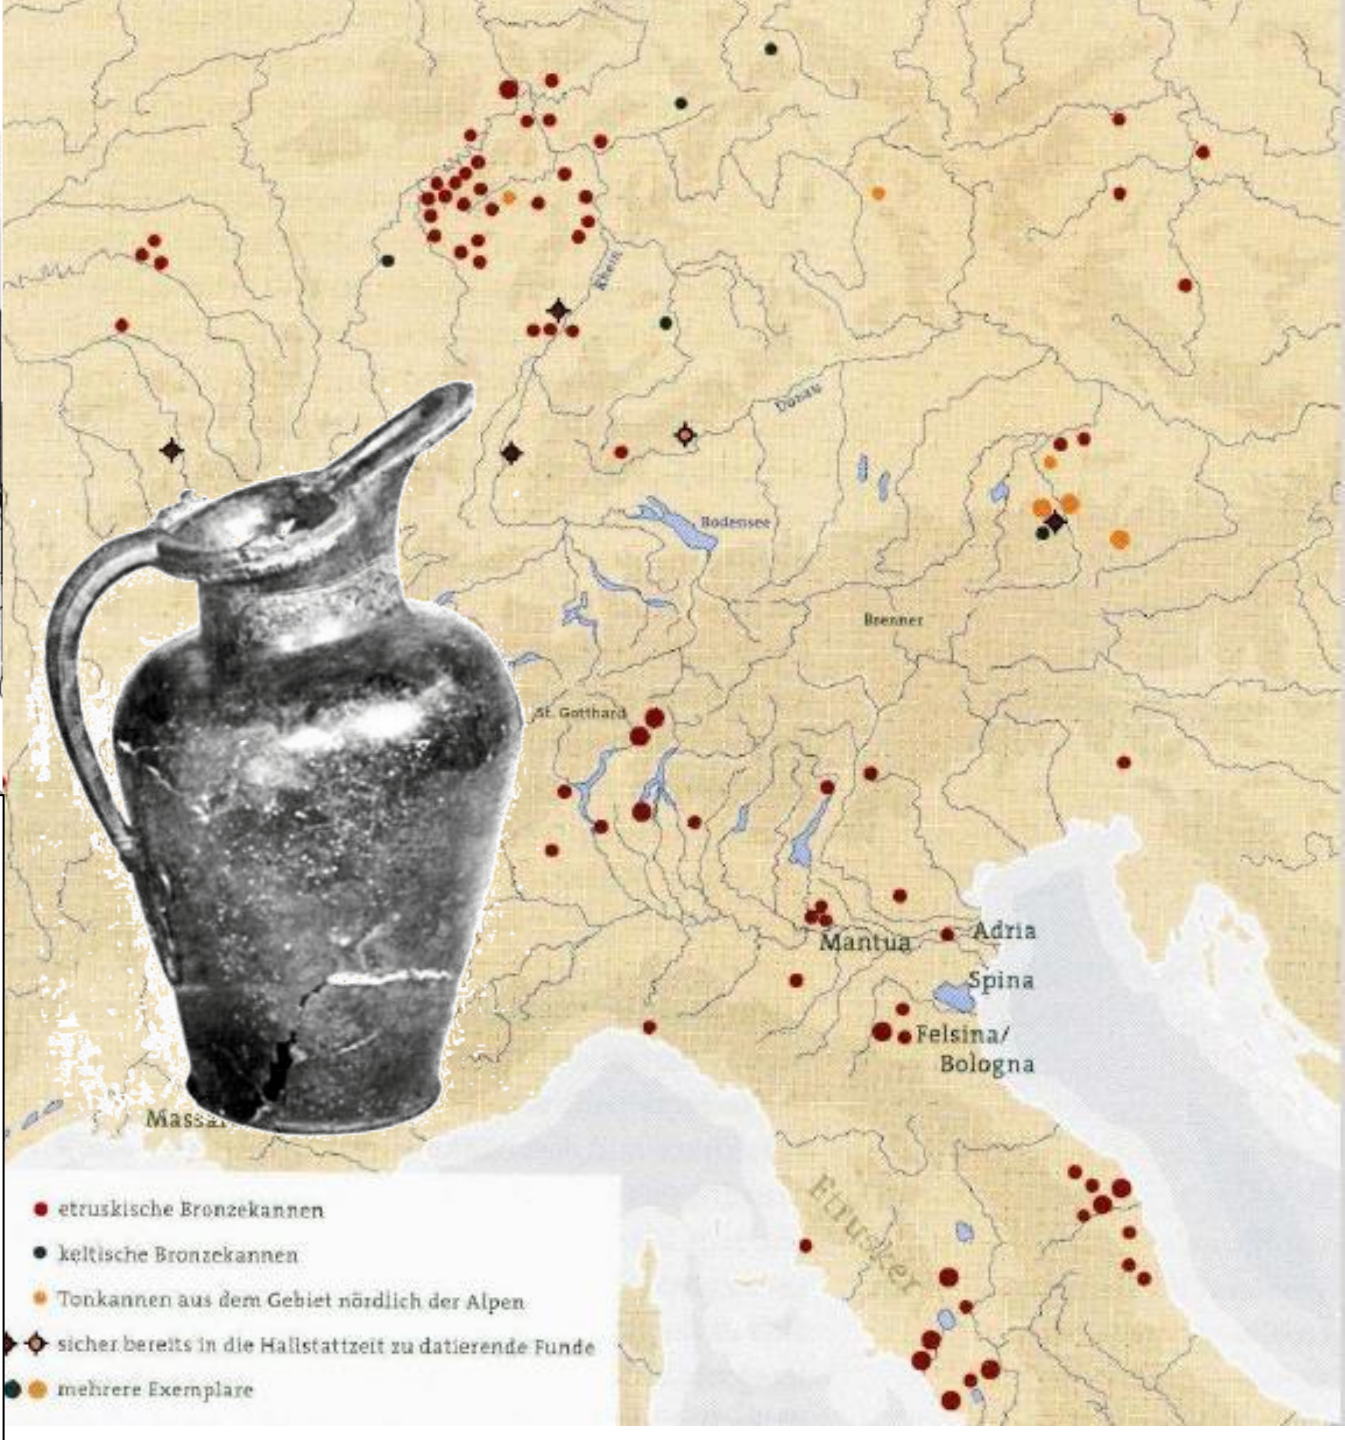 Rhein
Donau
Bodensee
Brenner
St. Gotthard
Adria
Mantua
Spina
Felsina/
Bologna
Massa
Etrusker
etruskische Bronzekannen
keltische Bronzekannen
Tonkannen aus dem Gebiet nördlich der Alpen
sicher bereits in die Hallstattzeit zu datierende Funde
mehrere Exemplare